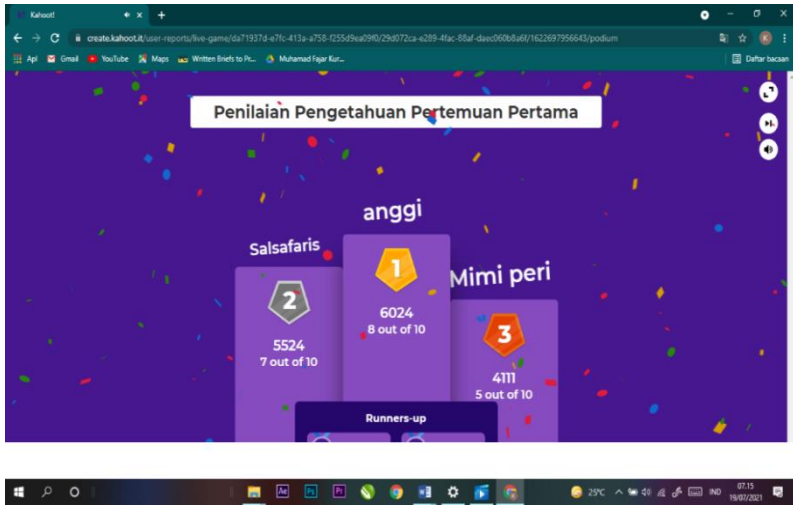 Kahoot!
create.kahoot.it/user-reports/live-game/da71937d-e7fc-413a-a758-f255d9ea09f0/29d072ca-e289-4fac-88af-daec060b8a6f/1622697956643/podium
Apl Gmail YouTube Maps Written Briefs to Pr... Muhamad Fajar Kur... Daftar bacaan
Penilaian Pengetahuan Pertemuan Pertama
anggi
Salsafaris
1
Mimi peri
2
6024
8 out of 10
3
5524
7 out of 10
4111
5 out of 10
Runners-up
Ae Ps Pr 25°C IND 07.15
19/07/2021